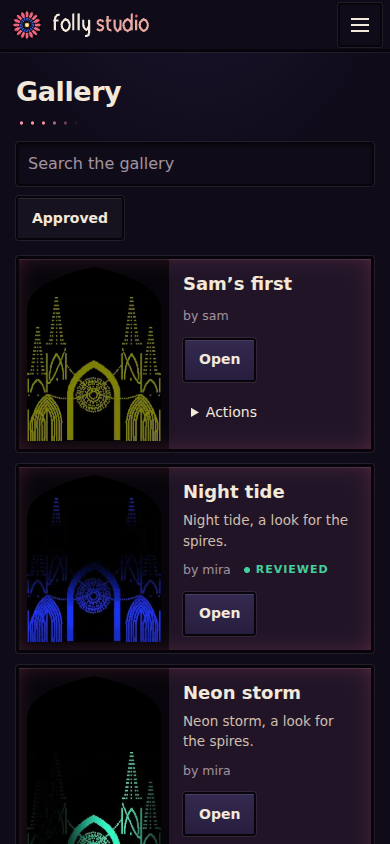 folly studio
Gallery
Search the gallery
Approved
Sam’s first
by sam
Open
Actions
Night tide
Night tide, a look for the
spires.
by mira REVIEWED
Open
Neon storm
Neon storm, a look for
the spires.
by mira
Open